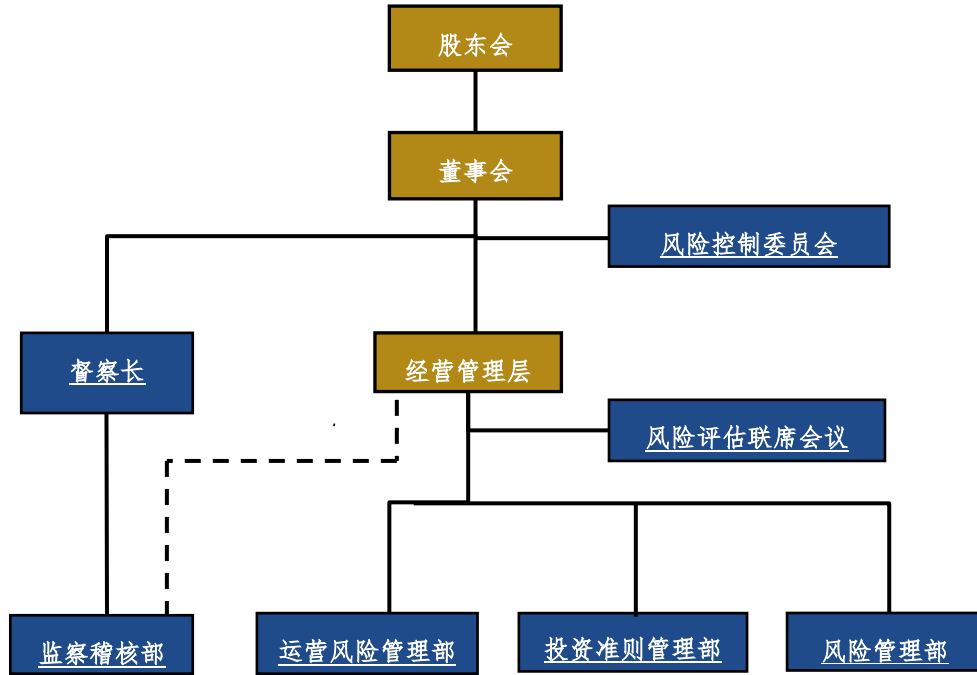 股东会
董事会
风险控制委员会
督察长
经营管理层
风险评估联席会议
监察稽核部
运营风险管理部
投资准则管理部
风险管理部